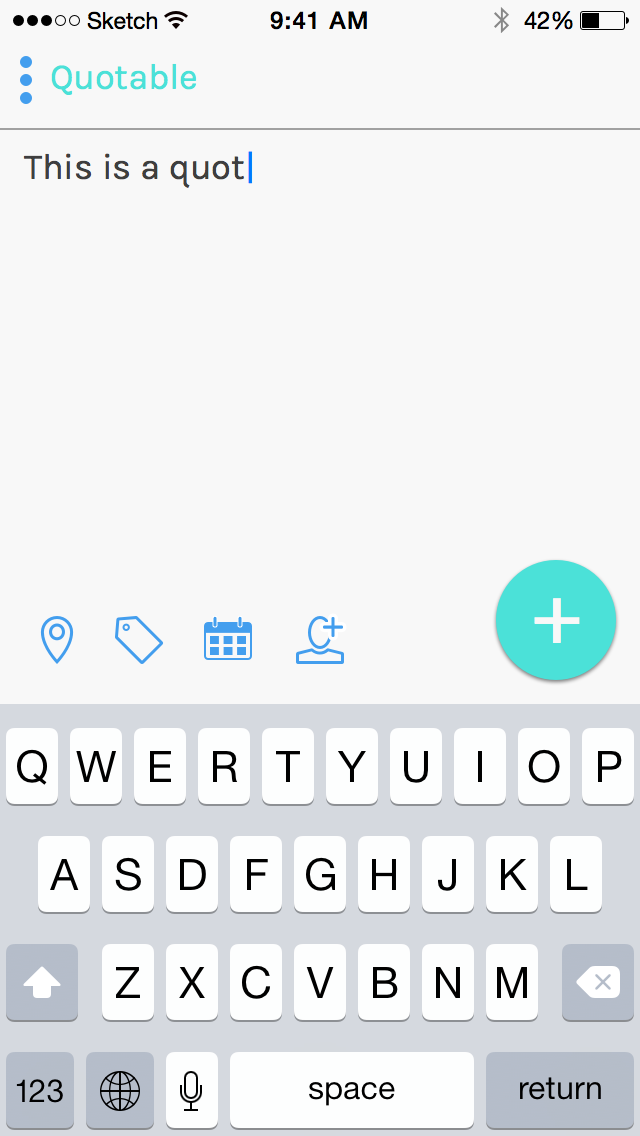 Sketch 9:41 AM 42%
Quotable
This is a quot
Q W E R T Y U I O P
A S D F G H J K L
Z X C V B N M
123 space return